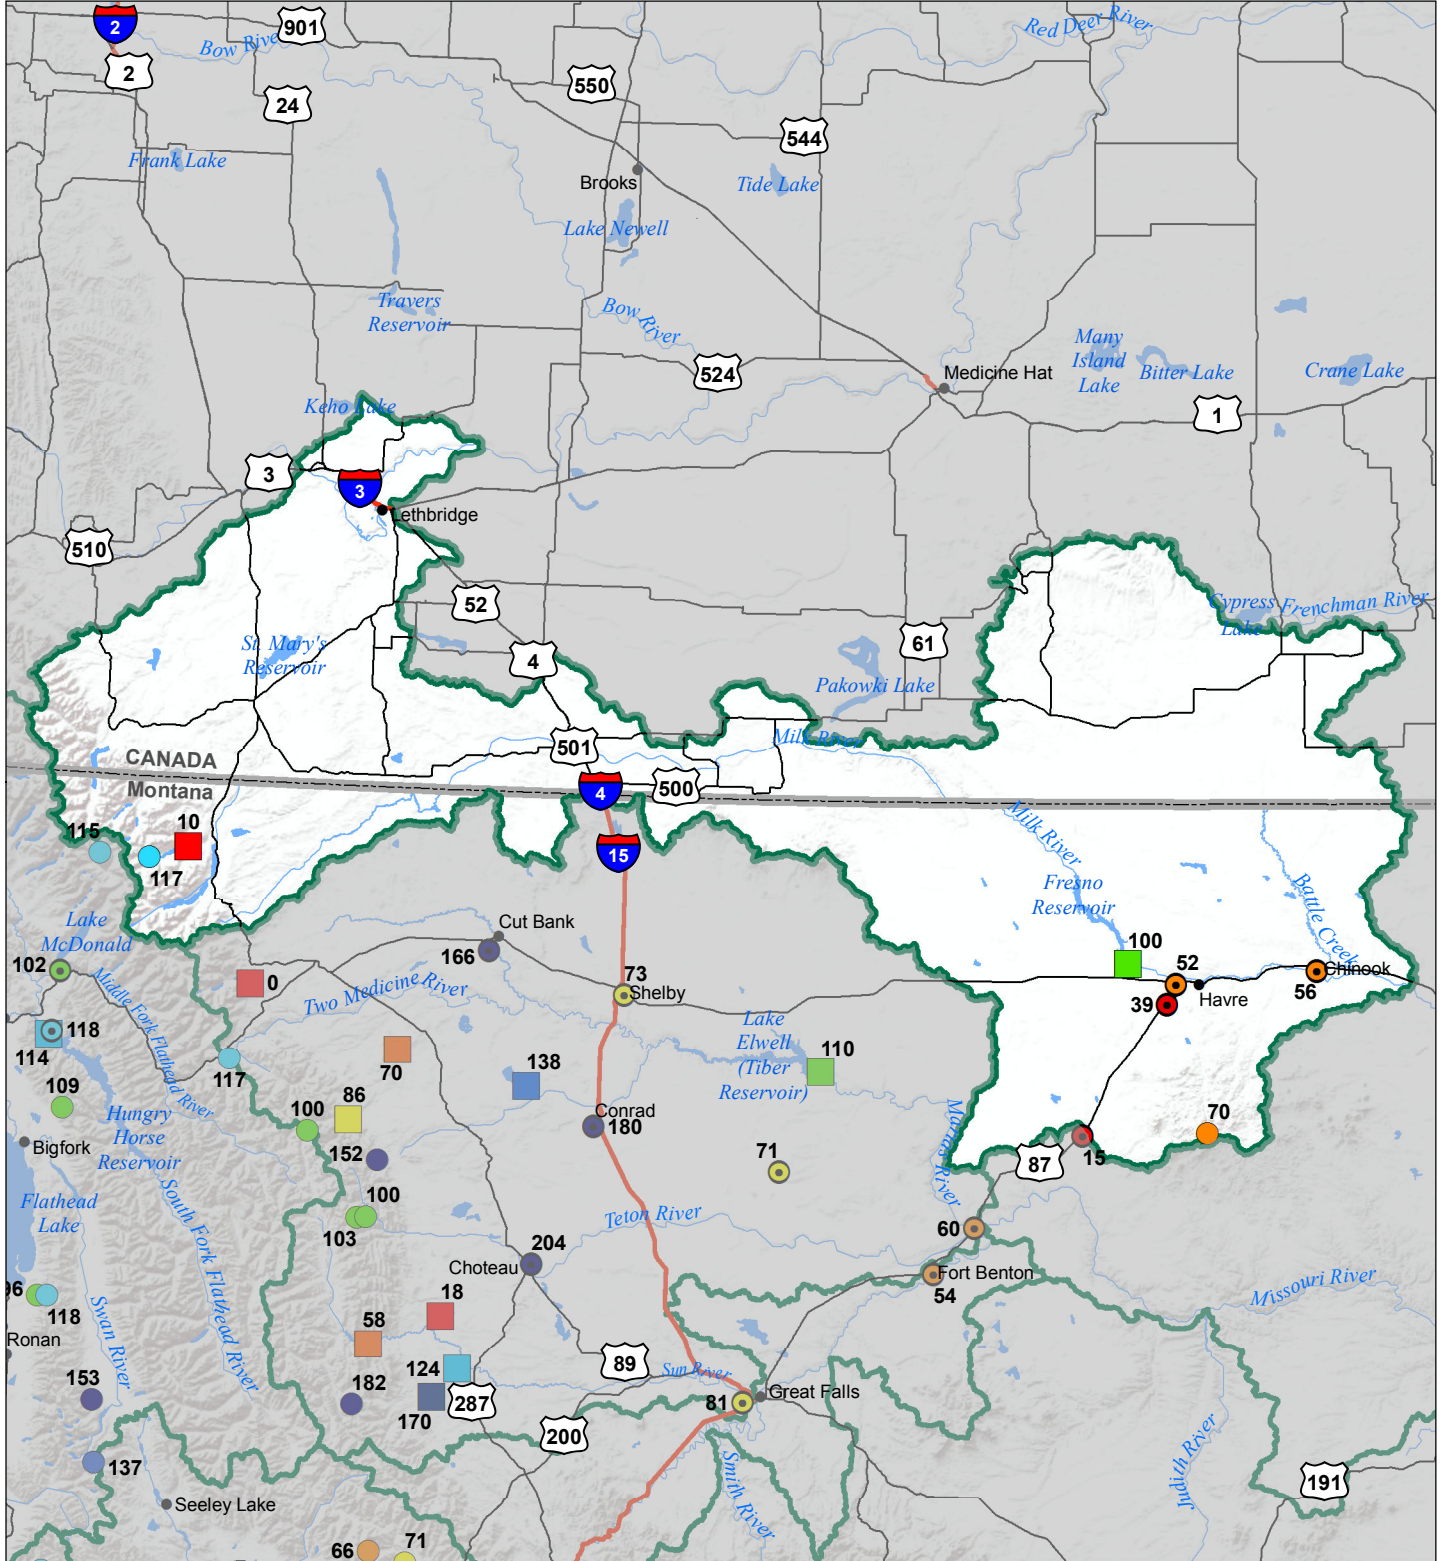 2
901
Bow Rive
Red Deer River
2
24
550
544
Frank Lake
Brooks
Tide Lake
Lake Newell
Travers
Reservoir
Bow River
524
Many
Island
Lake
Bitter Lake
Crane Lake
Medicine Hat
1
Keho Lake
3
3
Lethbridge
510
52
4
61
Cypress
Lake
Frenchman River
St. Mary's
Reservoir
Pakowki Lake
501
Milk River
CANADA
Montana
4
500
10
115
117
15
Milk River
Fresno
Reservoir
Battle Creek
Lake
McDonald
Cut Bank
166
100
102
0
Middle Fork Flathead River
Two Medicine River
73
Shelby
52
Chinook
56
39
Havre
118
114
117
70
138
Lake
Elwell
(Tiber
Reservoir)
110
109
Hungry
Horse
Reservoir
86
100
152
Conrad
180
Marias River
70
15
87
Bigfork
71
Flathead
Lake
South Fork Flathead River
100
103
Teton River
60
204
Choteau
Fort Benton
54
Missouri River
96
118
Swan River
18
58
Ronan
124
89
Sun River
153
182
170
287
81
Great Falls
200
137
Smith River
Judith River
191
Seeley Lake
66
71